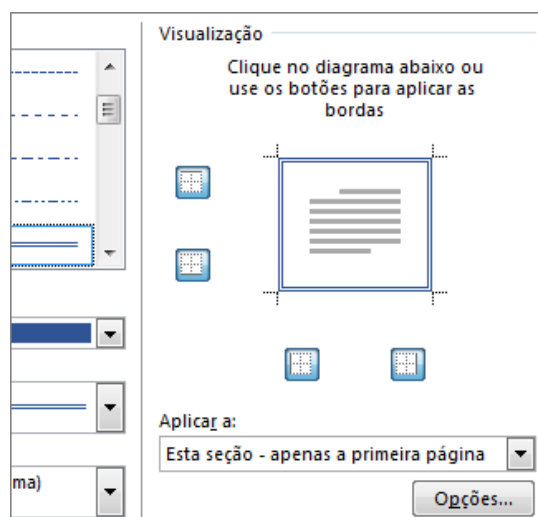 Visualização
Clique no diagrama abaixo ou
use os botões para aplicar as
bordas
Aplicar a:
Esta seção - apenas a primeira página
ma)
Opções...